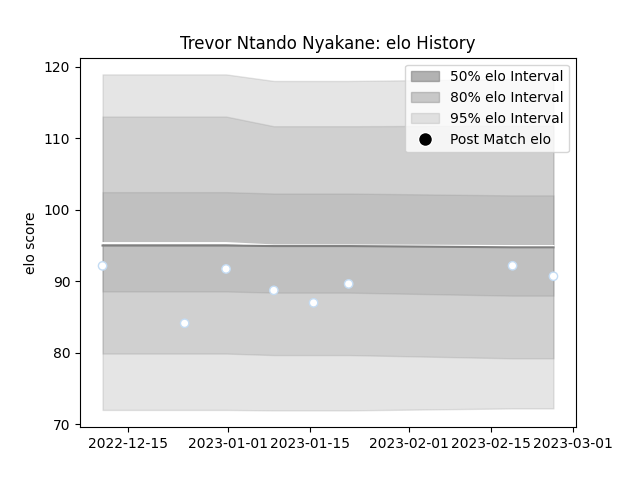 Trevor Ntando Nyakane: elo History
120
110
100
90
80
70
elo score
50% elo Interval
80% elo Interval
95% elo Interval
Post Match elo
2022-12-15
2023-01-01
2023-01-15
2023-02-01
2023-02-15
2023-03-01